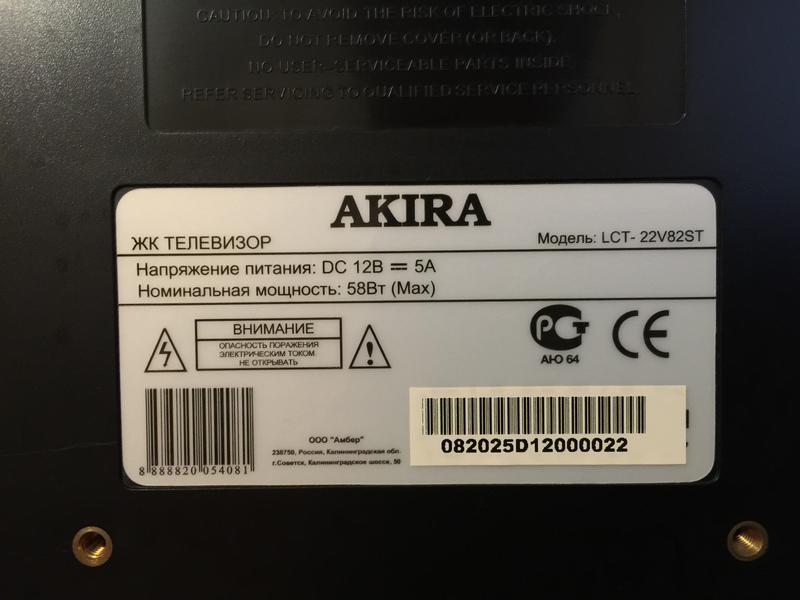 CAUTION: TO AVOID THE RISK OF ELECTRIC SHOCK,
DO NOT REMOVE COVER (OR BACK).
NO USER-SERVICEABLE PARTS INSIDE.
REFER SERVICING TO QUALIFIED SERVICE PERSONNEL.
AKIRA
ЖК ТЕЛЕВИЗОР
Модель: LCT- 22V82ST
Напряжение питания: DC 12В 5А
Номинальная мощность: 58Вт (Max)
ВНИМАНИЕ
ОПАСНОСТЬ ПОРАЖЕНИЯ
ЭЛЕКТРИЧЕСКИМ ТОКОМ
НЕ ОТКРЫВАТЬ
РСТ
АЮ 64
CE
8 888820 054081
ООО "Амбер"
238750, Россия, Калининградская обл.
г.Советск, Калининградское шоссе, 50
082025D12000022